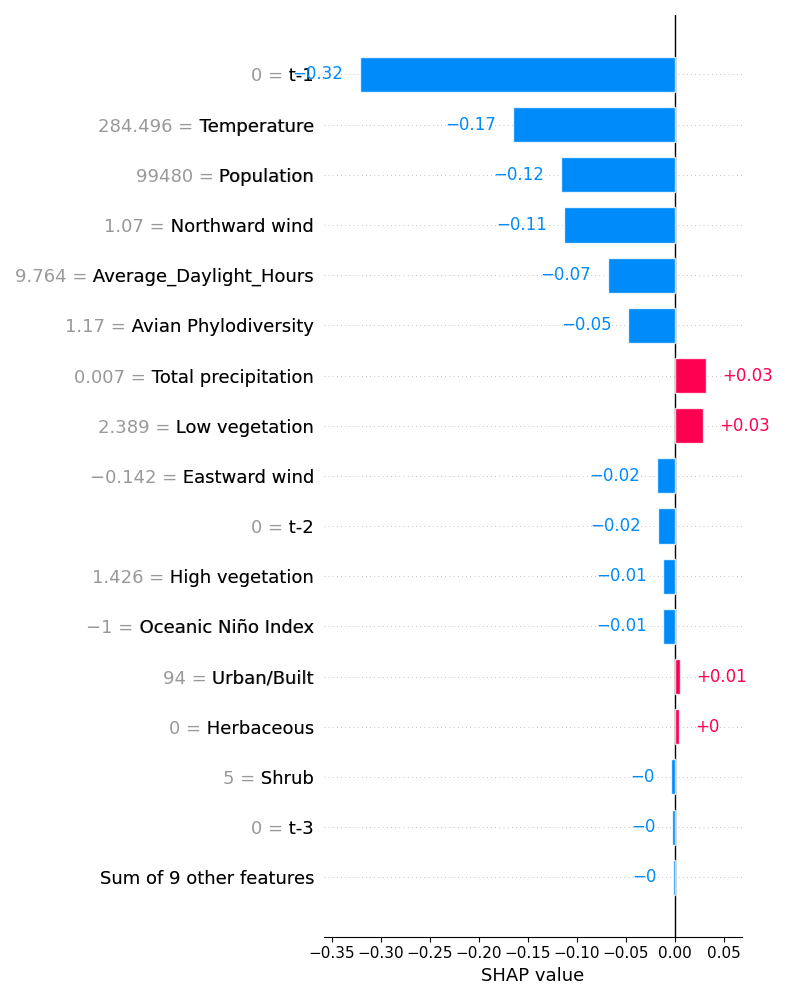 0 = t-1 −0.32
284.496 = Temperature −0.17
99480 = Population −0.12
1.07 = Northward wind −0.11
9.764 = Average_Daylight_Hours −0.07
1.17 = Avian Phylodiversity −0.05
0.007 = Total precipitation +0.03
2.389 = Low vegetation +0.03
−0.142 = Eastward wind −0.02
0 = t-2 −0.02
1.426 = High vegetation −0.01
−1 = Oceanic Niño Index −0.01
94 = Urban/Built +0.01
0 = Herbaceous +0
5 = Shrub −0
0 = t-3 −0
Sum of 9 other features −0
−0.35 −0.30 −0.25 −0.20 −0.15 −0.10 −0.05 0.00 0.05
SHAP value